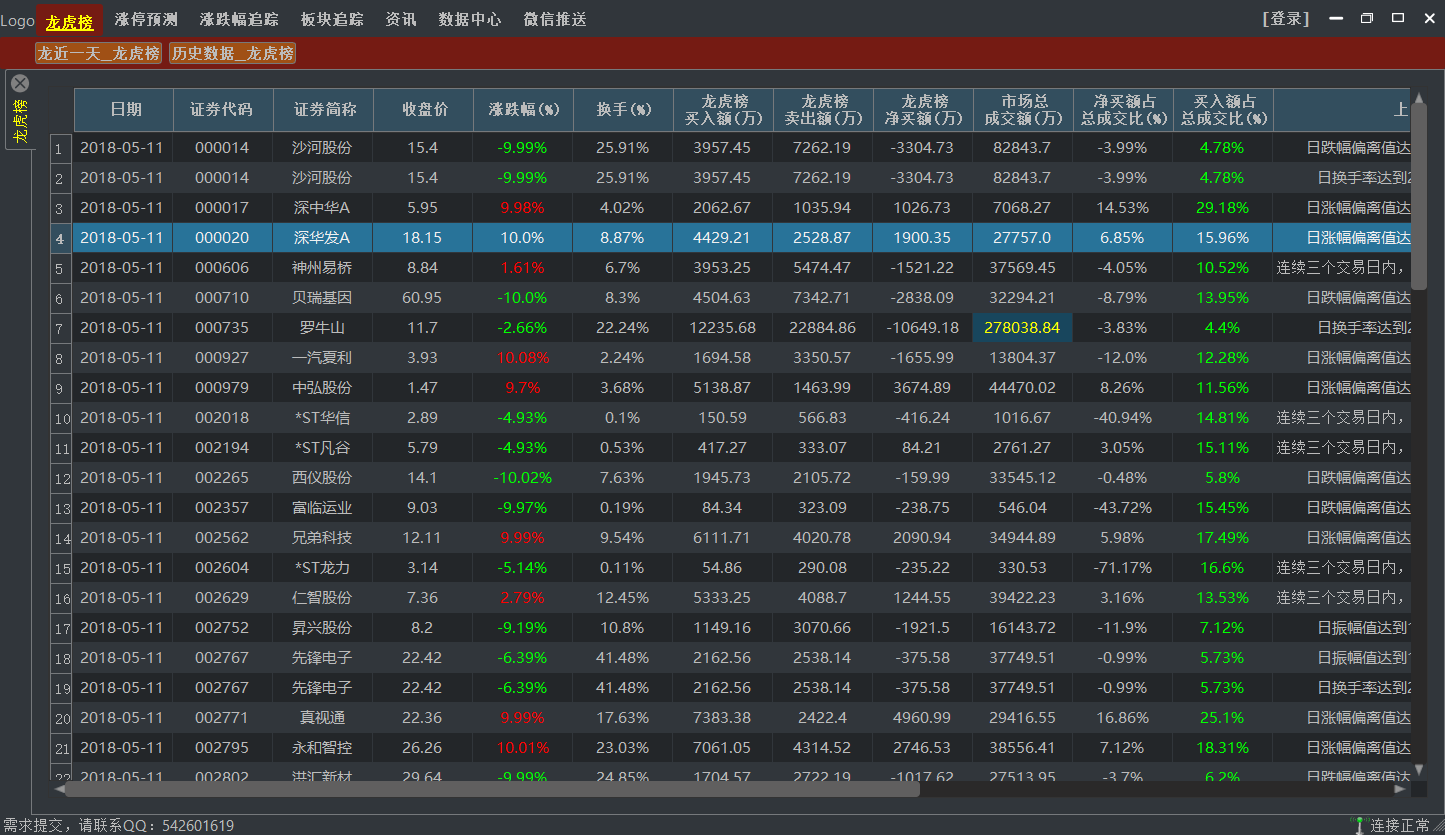 Logo 龙虎榜 涨停预测 涨跌幅追踪 板块追踪 资讯 数据中心 微信推送 [登录]
龙近一天_龙虎榜 历史数据_龙虎榜
龙虎榜
日期 证券代码 证券简称 收盘价 涨跌幅(%) 换手(%) 龙虎榜 买入额(万) 龙虎榜 卖出额(万) 龙虎榜 净买额(万) 市场总 成交额(万) 净买额占 总成交比(%) 买入额占 总成交比(%) 上
1 2018-05-11 000014 沙河股份 15.4 -9.99% 25.91% 3957.45 7262.19 -3304.73 82843.7 -3.99% 4.78% 日跌幅偏离值达
2 2018-05-11 000014 沙河股份 15.4 -9.99% 25.91% 3957.45 7262.19 -3304.73 82843.7 -3.99% 4.78% 日换手率达到2
3 2018-05-11 000017 深中华A 5.95 9.98% 4.02% 2062.67 1035.94 1026.73 7068.27 14.53% 29.18% 日涨幅偏离值达
4 2018-05-11 000020 深华发A 18.15 10.0% 8.87% 4429.21 2528.87 1900.35 27757.0 6.85% 15.96% 日涨幅偏离值达
5 2018-05-11 000606 神州易桥 8.84 1.61% 6.7% 3953.25 5474.47 -1521.22 37569.45 -4.05% 10.52% 连续三个交易日内，
6 2018-05-11 000710 贝瑞基因 60.95 -10.0% 8.3% 4504.63 7342.71 -2838.09 32294.21 -8.79% 13.95% 日跌幅偏离值达
7 2018-05-11 000735 罗牛山 11.7 -2.66% 22.24% 12235.68 22884.86 -10649.18 278038.84 -3.83% 4.4% 日换手率达到2
8 2018-05-11 000927 一汽夏利 3.93 10.08% 2.24% 1694.58 3350.57 -1655.99 13804.37 -12.0% 12.28% 日涨幅偏离值达
9 2018-05-11 000979 中弘股份 1.47 9.7% 3.68% 5138.87 1463.99 3674.89 44470.02 8.26% 11.56% 日涨幅偏离值达
10 2018-05-11 002018 *ST华信 2.89 -4.93% 0.1% 150.59 566.83 -416.24 1016.67 -40.94% 14.81% 连续三个交易日内，
11 2018-05-11 002194 *ST凡谷 5.79 -4.93% 0.53% 417.27 333.07 84.21 2761.27 3.05% 15.11% 连续三个交易日内，
12 2018-05-11 002265 西仪股份 14.1 -10.02% 7.63% 1945.73 2105.72 -159.99 33545.12 -0.48% 5.8% 日跌幅偏离值达
13 2018-05-11 002357 富临运业 9.03 -9.97% 0.19% 84.34 323.09 -238.75 546.04 -43.72% 15.45% 日跌幅偏离值达
14 2018-05-11 002562 兄弟科技 12.11 9.99% 9.54% 6111.71 4020.78 2090.94 34944.89 5.98% 17.49% 日涨幅偏离值达
15 2018-05-11 002604 *ST龙力 3.14 -5.14% 0.11% 54.86 290.08 -235.22 330.53 -71.17% 16.6% 连续三个交易日内，
16 2018-05-11 002629 仁智股份 7.36 2.79% 12.45% 5333.25 4088.7 1244.55 39422.23 3.16% 13.53% 连续三个交易日内，
17 2018-05-11 002752 昇兴股份 8.2 -9.19% 10.8% 1149.16 3070.66 -1921.5 16143.72 -11.9% 7.12% 日振幅值达到1
18 2018-05-11 002767 先锋电子 22.42 -6.39% 41.48% 2162.56 2538.14 -375.58 37749.51 -0.99% 5.73% 日振幅值达到1
19 2018-05-11 002767 先锋电子 22.42 -6.39% 41.48% 2162.56 2538.14 -375.58 37749.51 -0.99% 5.73% 日换手率达到2
20 2018-05-11 002771 真视通 22.36 9.99% 17.63% 7383.38 2422.4 4960.99 29416.55 16.86% 25.1% 日涨幅偏离值达
21 2018-05-11 002795 永和智控 26.26 10.01% 23.03% 7061.05 4314.52 2746.53 38556.41 7.12% 18.31% 日涨幅偏离值达
22 2018-05-11 002802 洪汇新材 29.64 -9.99% 24.85% 1704.57 2722.19 -1017.62 27513.95 -3.7% 6.2% 日跌幅偏离值达
需求提交，请联系QQ：542601619 连接正常